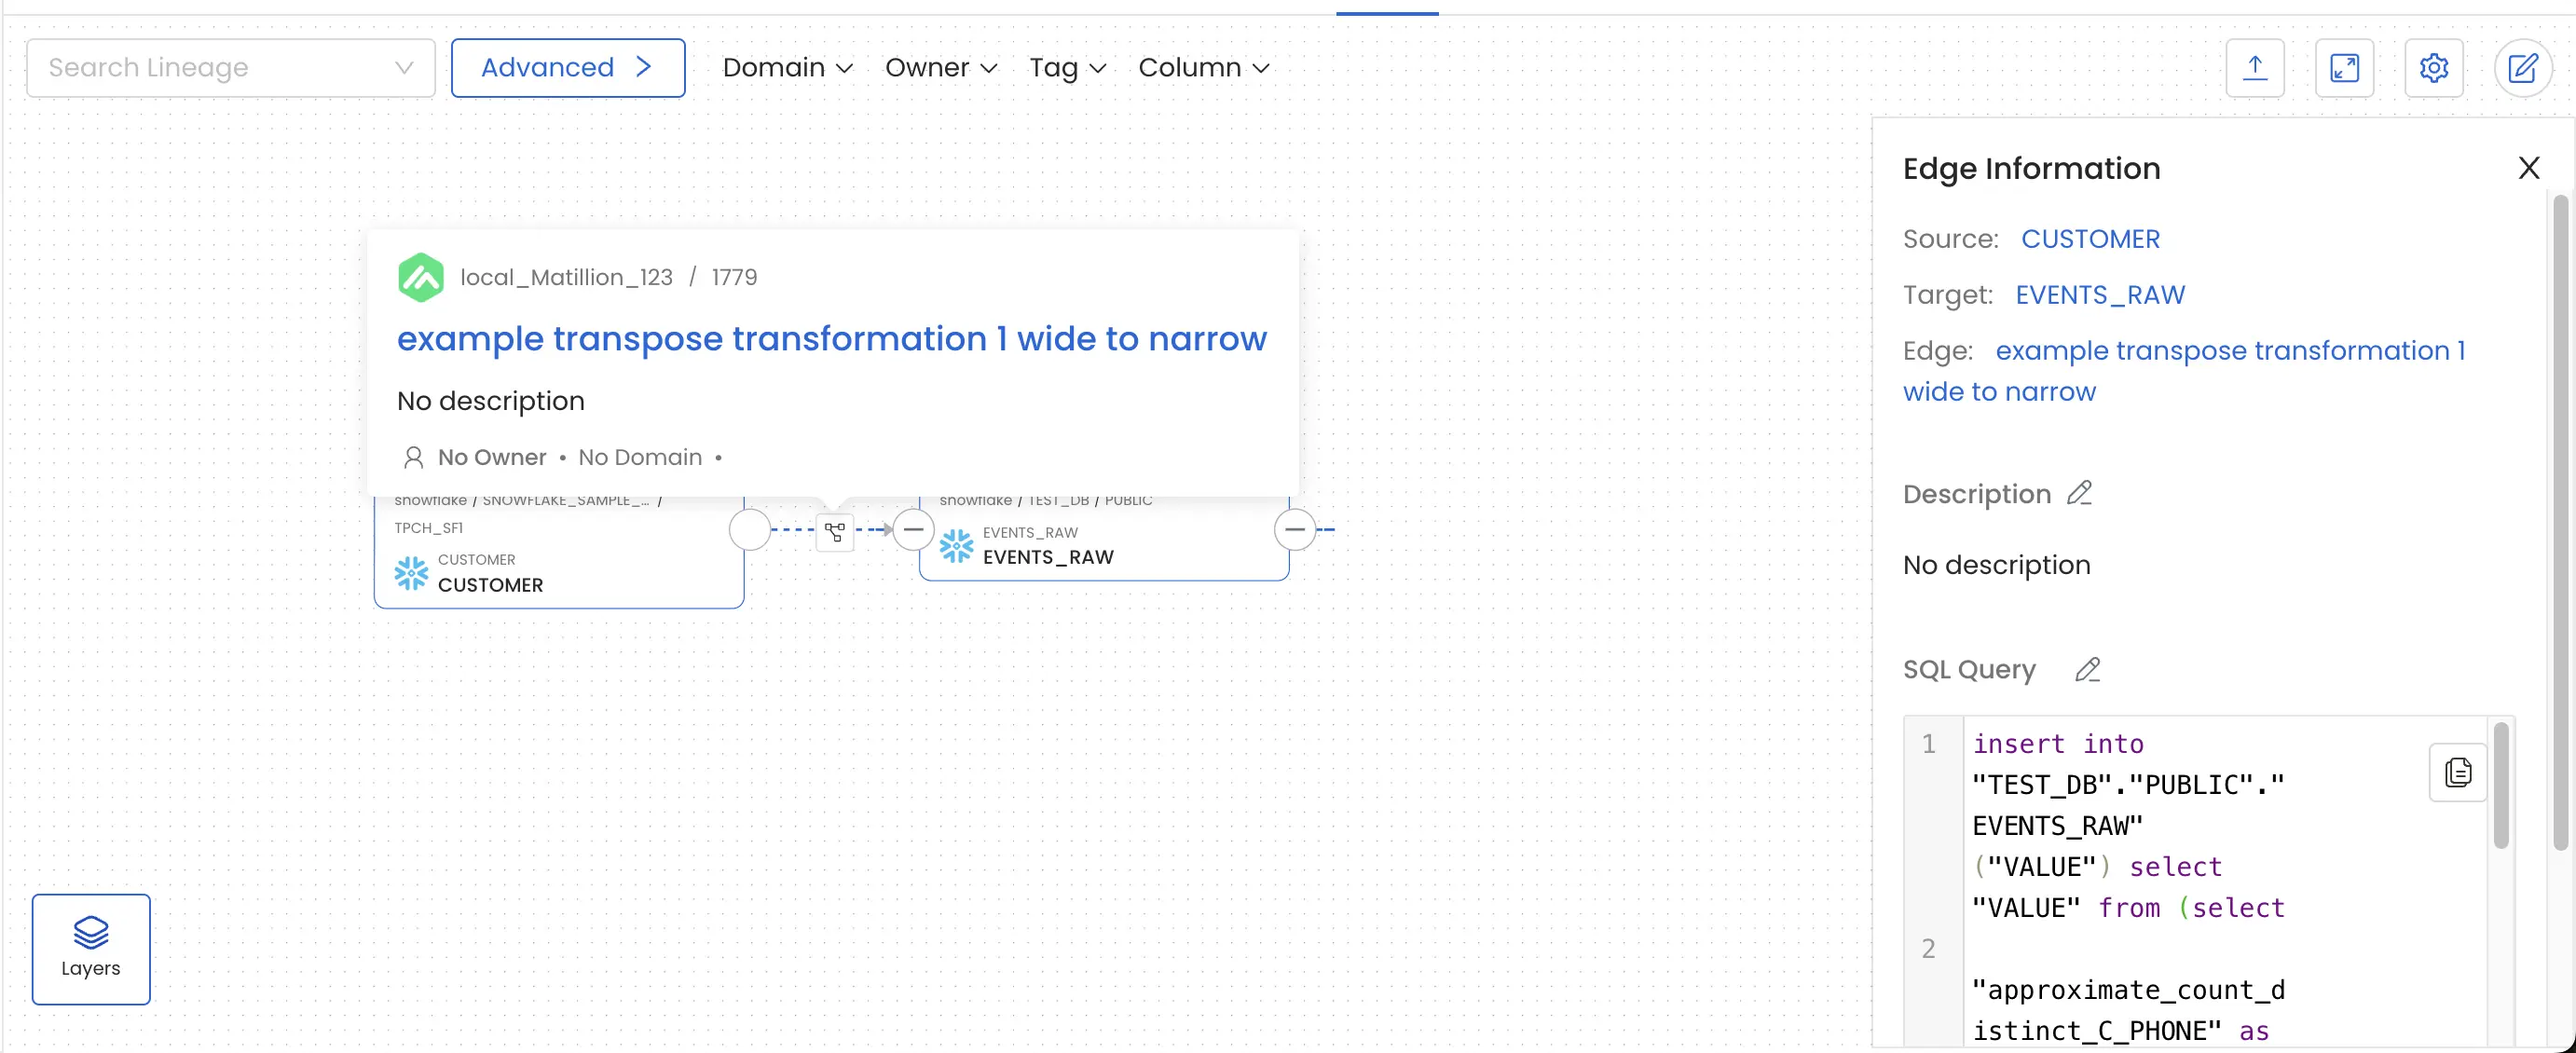 Search Lineage
Advanced
Domain
Owner
Tag
Column
local_Matillion_123 / 1779
example transpose transformation 1 wide to narrow
No description
No Owner • No Domain •
snowflake / SNOWFLAKE_SAMPLE_... /
TPCH_SF1
CUSTOMER
CUSTOMER
snowflake / TEST_DB / PUBLIC
EVENTS_RAW
EVENTS_RAW
Layers
Edge Information
Source: CUSTOMER
Target: EVENTS_RAW
Edge: example transpose transformation 1
wide to narrow
Description
No description
SQL Query
1 insert into
"TEST_DB"."PUBLIC"."
EVENTS_RAW"
("VALUE") select
"VALUE" from (select
2
"approximate_count_d
istinct_C_PHONE" as